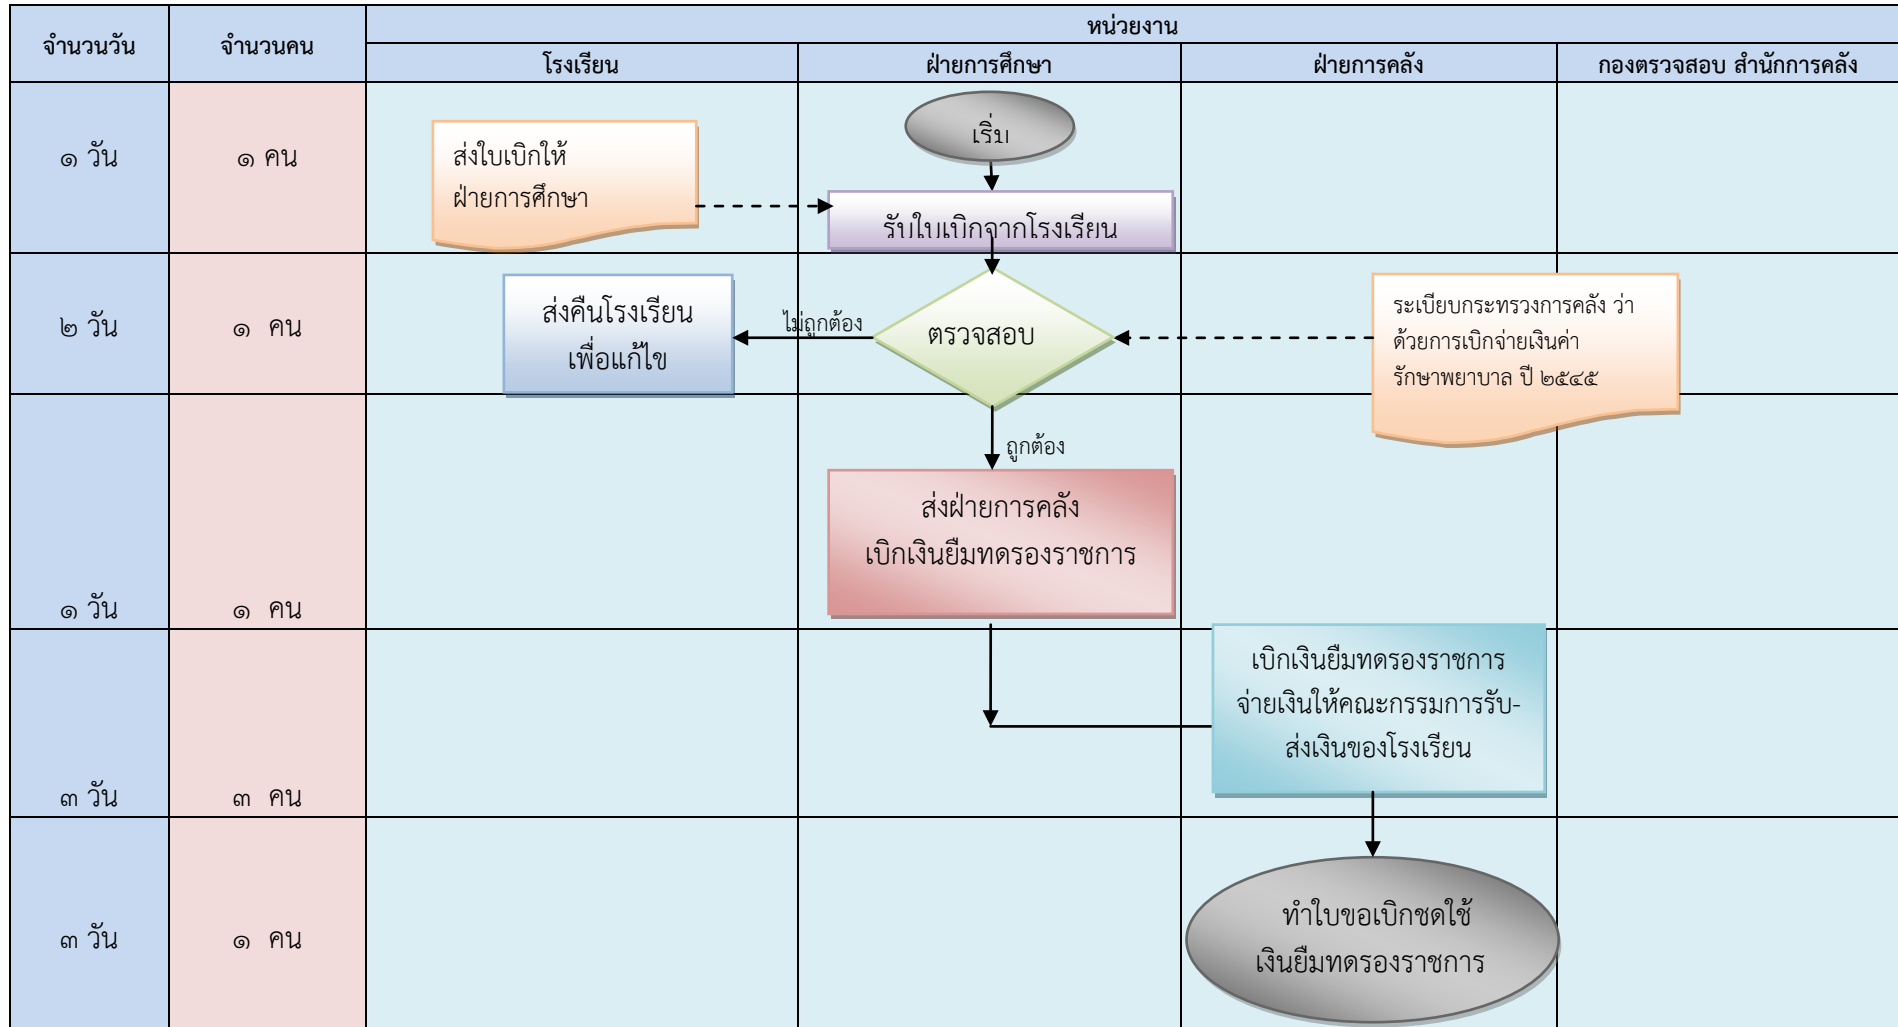 จำนวนวัน
จำนวนคน
หน่วยงาน
โรงเรียน
ฝ่ายการศึกษา
ฝ่ายการคลัง
กองตรวจสอบ สำนักการคลัง
๑ วัน
๑ คน
ส่งใบเบิกให้
ฝ่ายการศึกษา
เริ่ม
รับใบเบิกจากโรงเรียน
๒ วัน
๑ คน
ส่งคืนโรงเรียน
เพื่อแก้ไข
ไม่ถูกต้อง
ตรวจสอบ
ระเบียบกระทรวงการคลัง ว่า
ด้วยการเบิกจ่ายเงินค่า
รักษาพยาบาล ปี ๒๕๔๕
ถูกต้อง
ส่งฝ่ายการคลัง
เบิกเงินยืมทดรองราชการ
๑ วัน
๑ คน
เบิกเงินยืมทดรองราชการ
จ่ายเงินให้คณะกรรมการรับ-
ส่งเงินของโรงเรียน
๓ วัน
๓ คน
ทำใบขอเบิกชดใช้
เงินยืมทดรองราชการ
๓ วัน
๑ คน